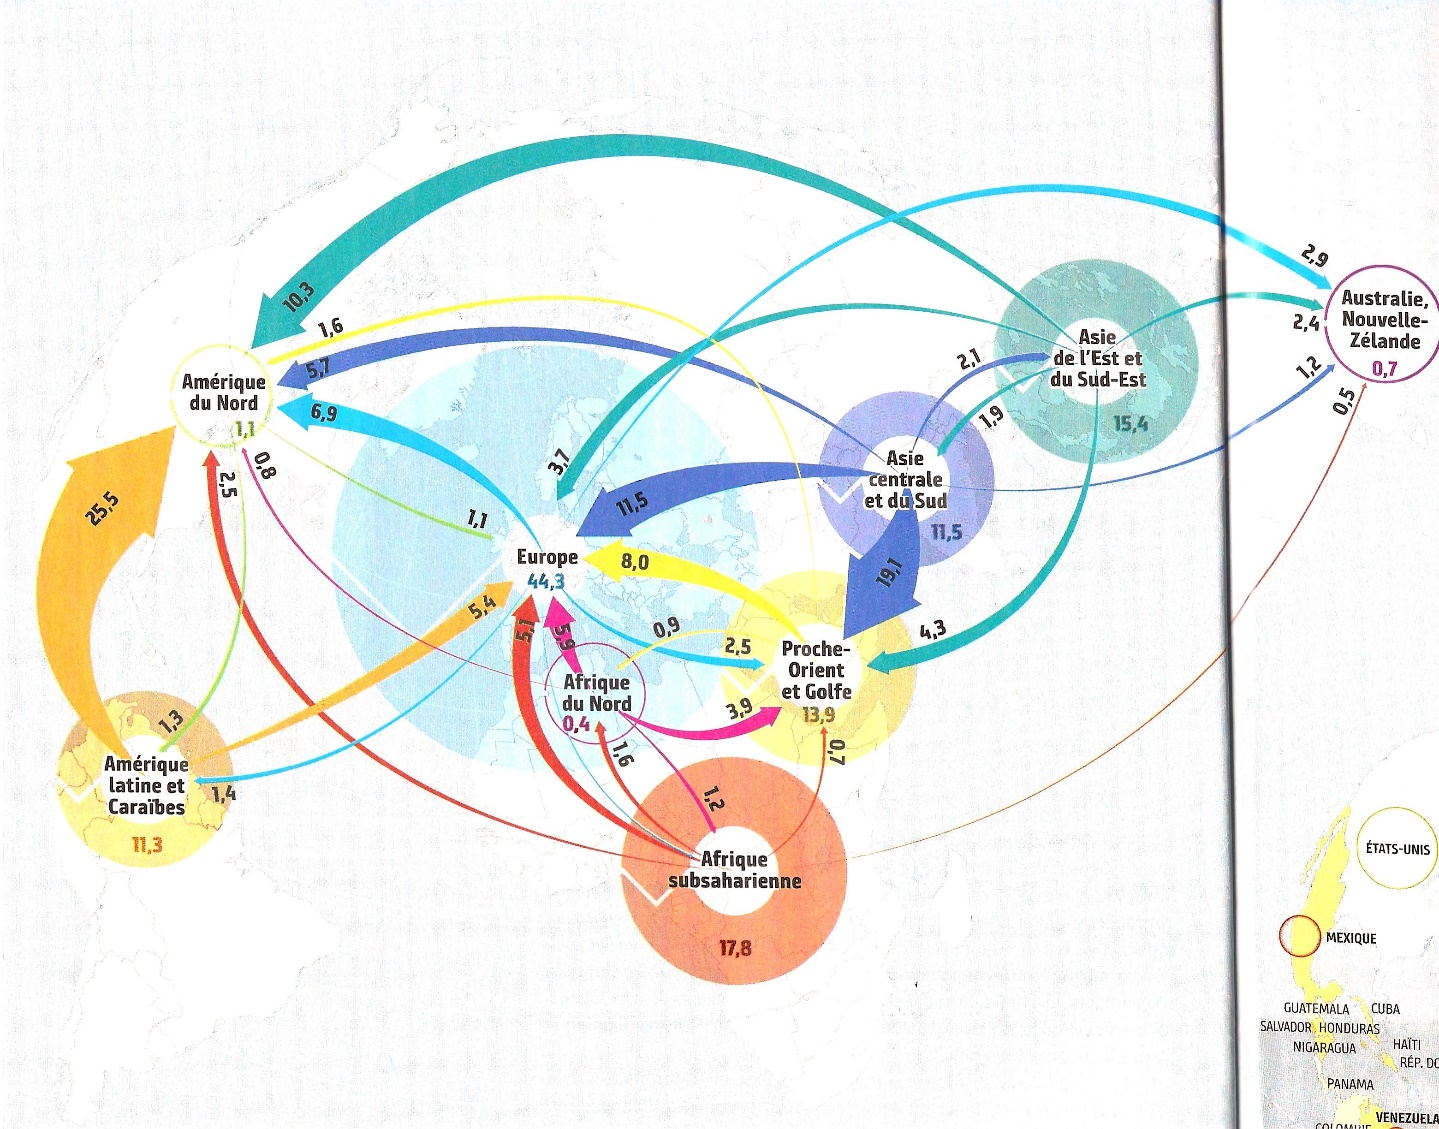 2,9
10,3
1,6
Australie,
Nouvelle-
Zélande
0,7
2,4
Asie
de l'Est et
du Sud-Est
15,4
2,1
1,9
1,2
0,5
5,7
Amérique
du Nord
1,1
6,9
Asie
centrale
et du Sud
11,5
3,7
2,5
0,8
25,5
11,5
1,1
Europe
44,3
8,0
19,1
5,4
5,1
5,9
0,9
2,5
4,3
Proche-
Orient
et Golfe
13,9
Afrique
du Nord
0,4
3,9
1,3
1,6
0,7
Amérique
latine et
Caraïbes
11,3
1,4
1,2
Afrique
subsaharienne
17,8
ÉTATS-UNIS
MEXIQUE
GUATEMALA CUBA
SALVADOR HONDURAS
NIGARAGUA HAÏTI
RÉP. DO
PANAMA
VENEZUELA